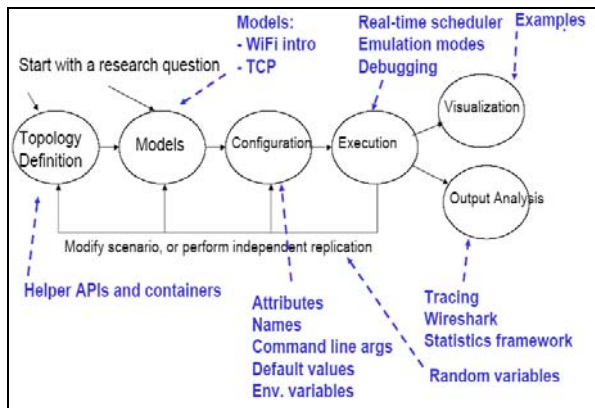 Models:
- WiFi intro
- TCP
Real-time scheduler
Emulation modes
Debugging
Examples
Start with a research question
Topology
Definition
Models
Configuration
Execution
Visualization
Output Analysis
Modify scenario, or perform independent replication
Helper APIs and containers
Attributes
Names
Command line args
Default values
Env. variables
Tracing
Wireshark
Statistics framework
Random variables